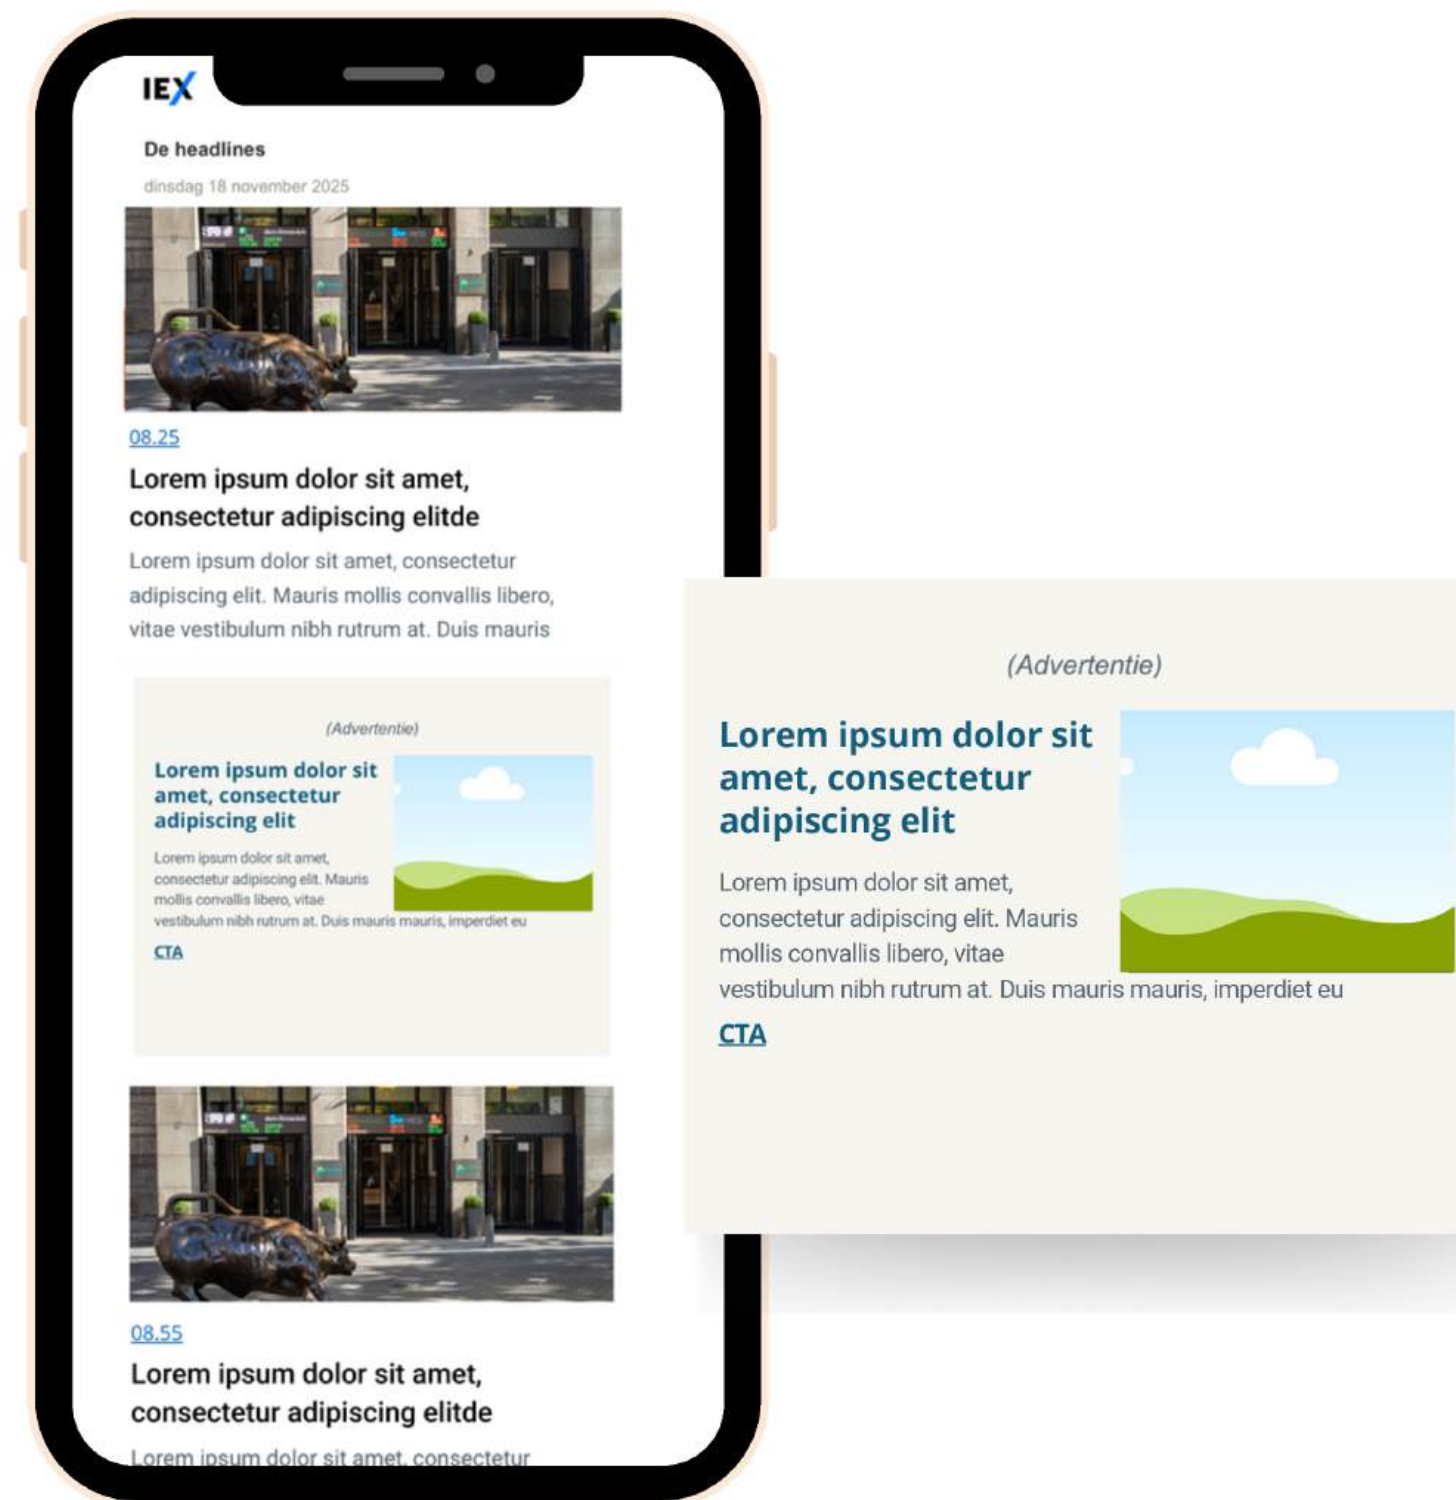 IEX
De headlines
dinsdag 18 november 2025
08.25
Lorem ipsum dolor sit amet,
consectetur adipiscing elitde
Lorem ipsum dolor sit amet, consectetur
adipiscing elit. Mauris mollis convallis libero,
vitae vestibulum nibh rutrum at. Duis mauris
(Advertentie)
Lorem ipsum dolor sit
amet, consectetur
adipiscing elit
Lorem ipsum dolor sit amet,
consectetur adipiscing elit. Mauris
mollis convallis libero, vitae
vestibulum nibh rutrum at. Duis mauris mauris, imperdiet eu
CTA
08.55
Lorem ipsum dolor sit amet,
consectetur adipiscing elitde
Lorem ipsum dolor sit amet, consectetur
(Advertentie)
Lorem ipsum dolor sit
amet, consectetur
adipiscing elit
Lorem ipsum dolor sit amet,
consectetur adipiscing elit. Mauris
mollis convallis libero, vitae
vestibulum nibh rutrum at. Duis mauris mauris, imperdiet eu
CTA